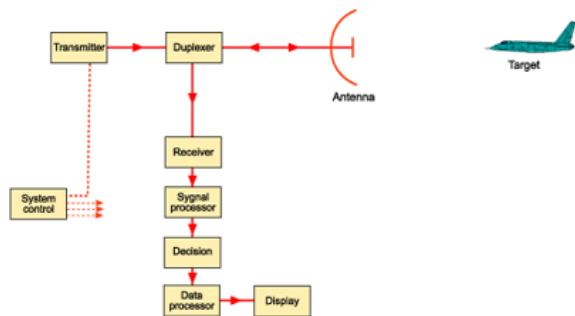 Transmitter
Duplexer
Antenna
Target
Receiver
System
control
Sygnal
processor
Decision
Data
processor
Display